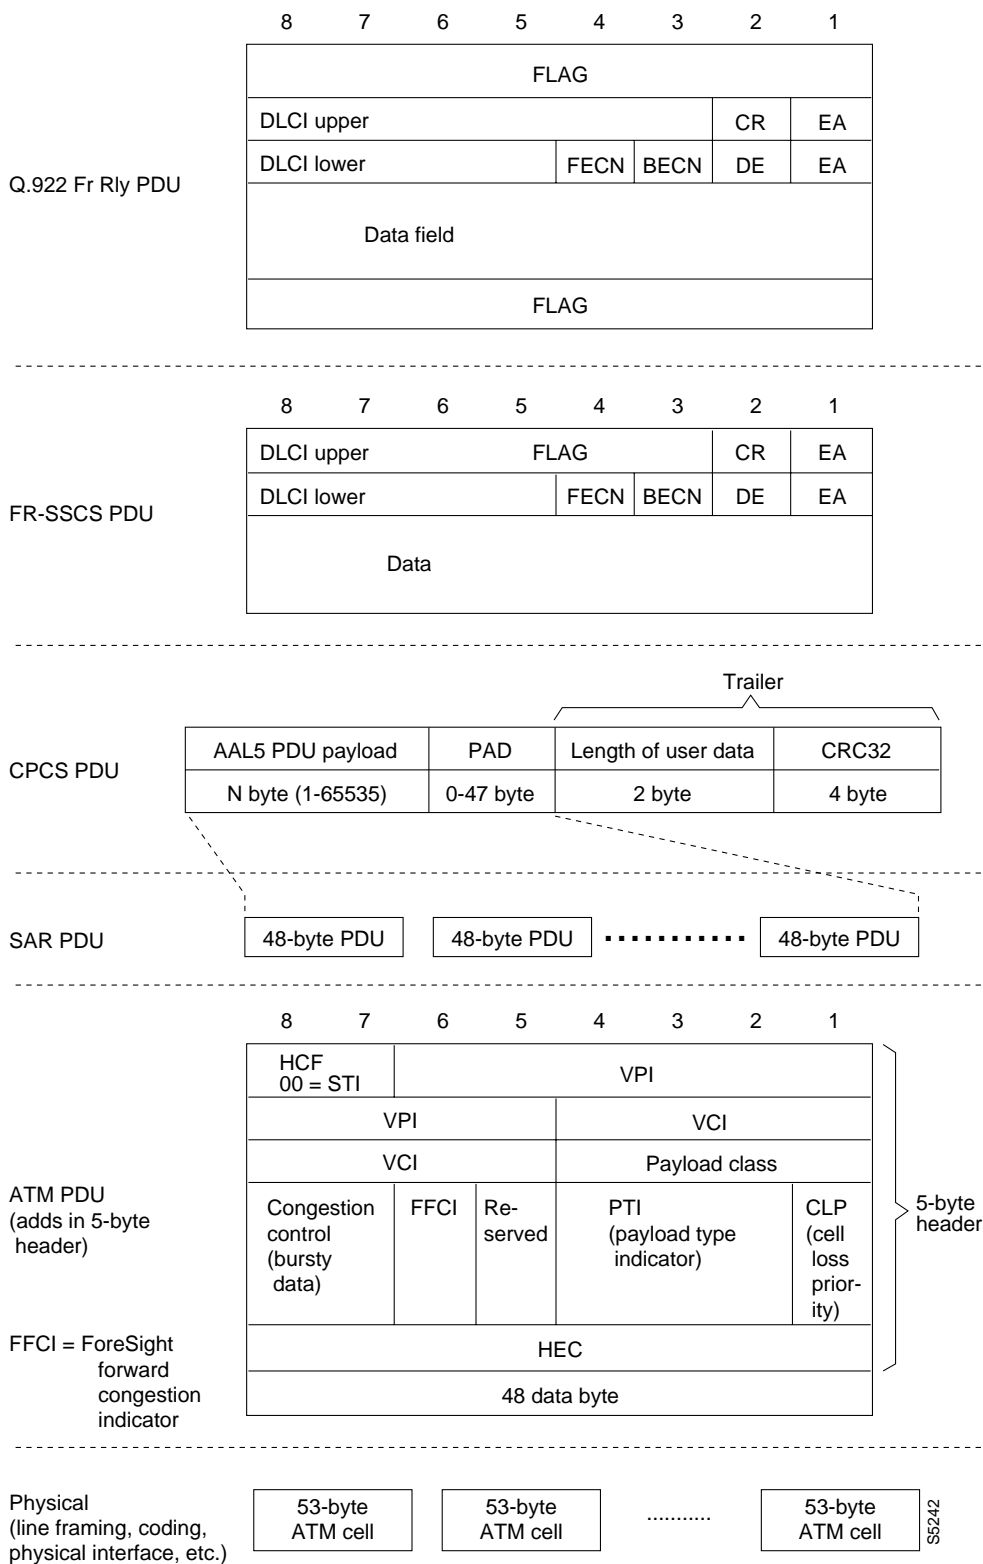 8 7 6 5 4 3 2 1
FLAG
DLCI upper CR EA
DLCI lower FECN BECN DE EA
Q.922 Fr Rly PDU
Data field
FLAG
8 7 6 5 4 3 2 1
DLCI upper FLAG CR EA
DLCI lower FECN BECN DE EA
FR-SSCS PDU
Data
Trailer
CPCS PDU
AAL5 PDU payload PAD Length of user data CRC32
N byte (1-65535) 0-47 byte 2 byte 4 byte
SAR PDU
48-byte PDU 48-byte PDU ........... 48-byte PDU
8 7 6 5 4 3 2 1
HCF
00 = STI
VPI
VPI VCI
VCI Payload class
ATM PDU
(adds in 5-byte
header)
Congestion
control
(bursty
data)
FFCI
Re-
served
PTI
(payload type
indicator)
CLP
(cell
loss
prior-
ity)
5-byte
header
HEC
48 data byte
FFCI = ForeSight
forward
congestion
indicator
Physical
(line framing, coding,
physical interface, etc.)
53-byte
ATM cell
53-byte
ATM cell
...........
53-byte
ATM cell
S5242